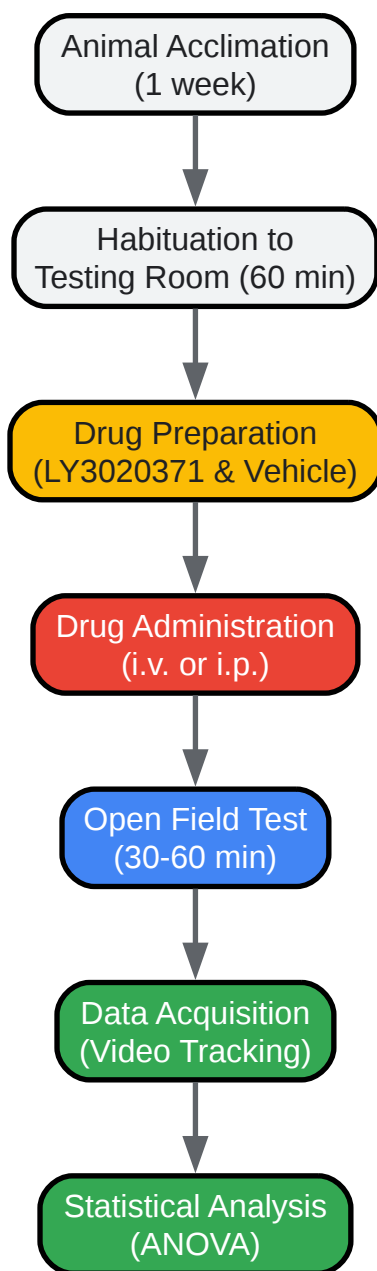 Animal Acclimation
(1 week)
Habituation to
Testing Room (60 min)
Drug Preparation
(LY3020371 & Vehicle)
Drug Administration
(i.v. or i.p.)
Open Field Test
(30-60 min)
Data Acquisition
(Video Tracking)
Statistical Analysis
(ANOVA)